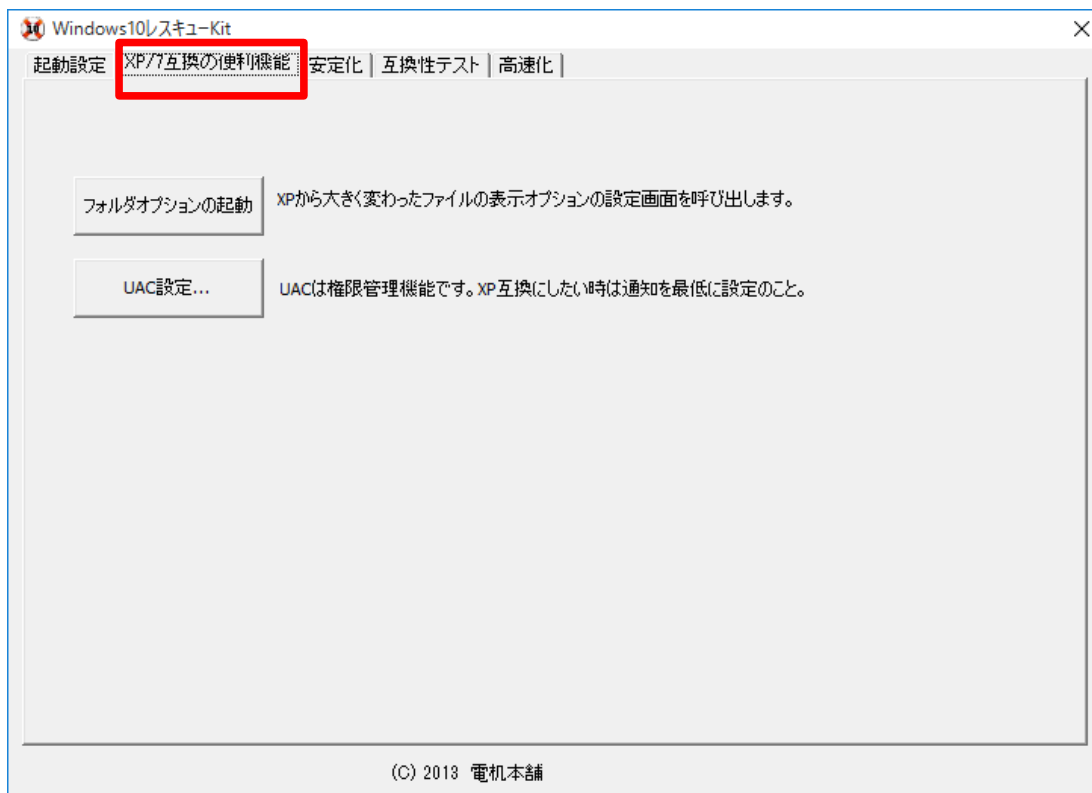 Windows10レスキューKit
起動設定 XP/7互換の便利機能 安定化 互換性テスト 高速化
フォルダオプションの起動 XPから大きく変わったファイルの表示オプションの設定画面を呼び出します。
UAC設定... UACは権限管理機能です。XP互換にしたい時は通知を最低に設定のこと。
(C) 2013 電机本舗